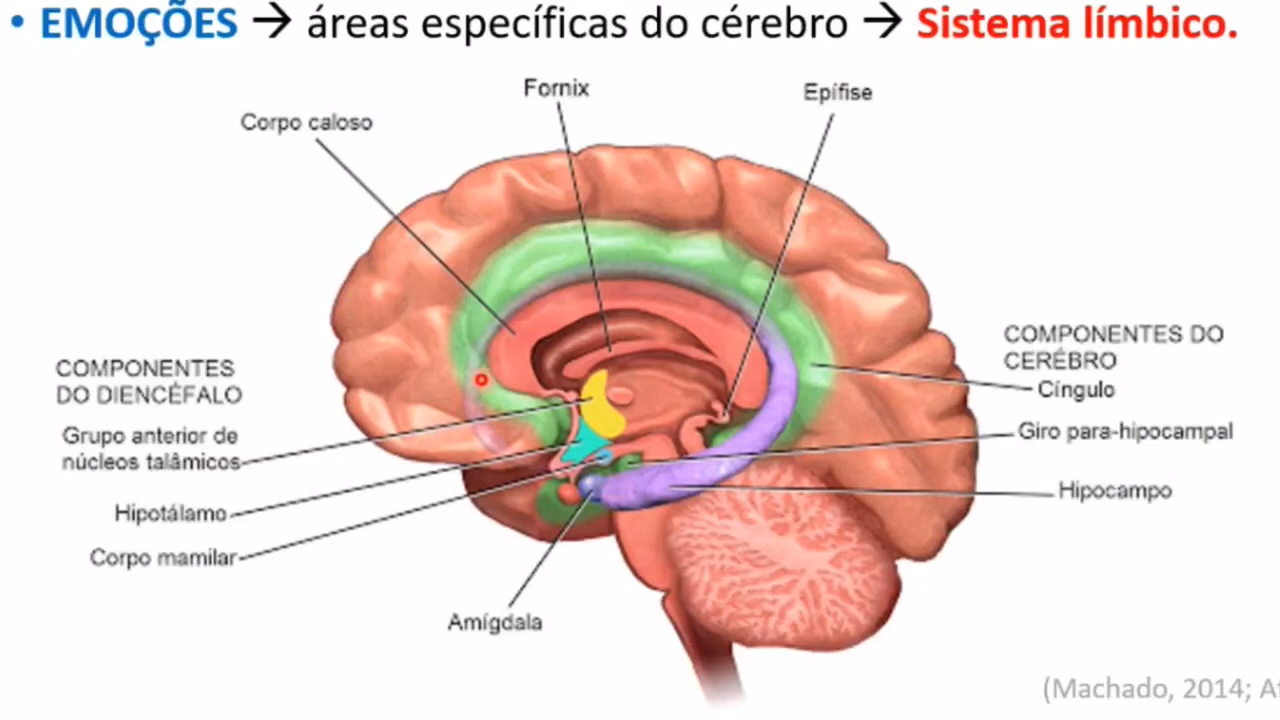 • EMOÇÕES → áreas específicas do cérebro → Sistema límbico.
Fornix
Epífise
Corpo caloso
COMPONENTES
DO DIENCÉFALO
Grupo anterior de
núcleos talâmicos
Hipotálamo
Corpo mamilar
Amígdala
COMPONENTES DO
CERÉBRO
Cíngulo
Giro para-hipocampal
Hipocampo
(Machado, 2014;